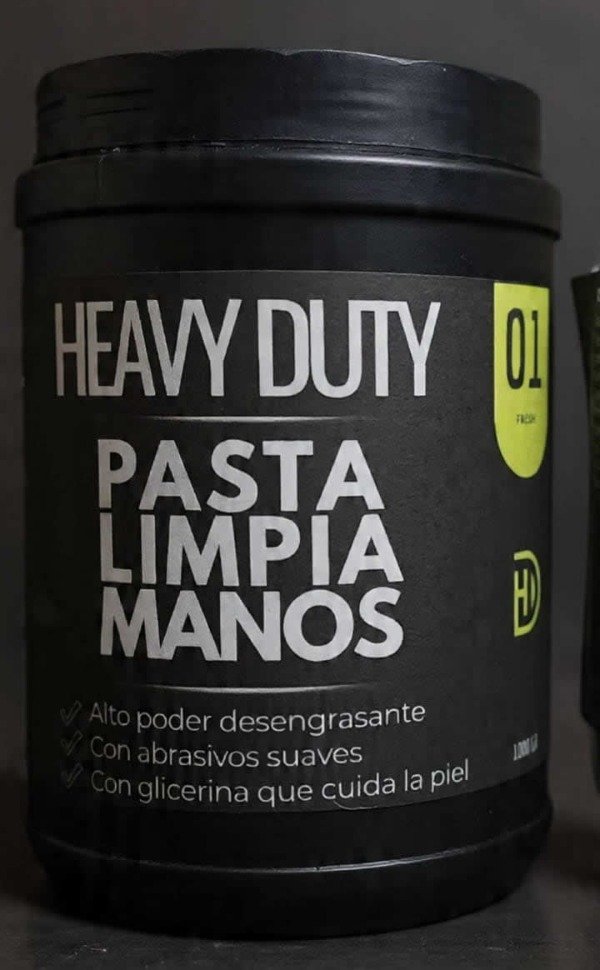 HEAVY DUTY
01
FRESH
PASTA
LIMPIA
MANOS
HD
Alto poder desengrasante
Con abrasivos suaves
Con glicerina que cuida la piel